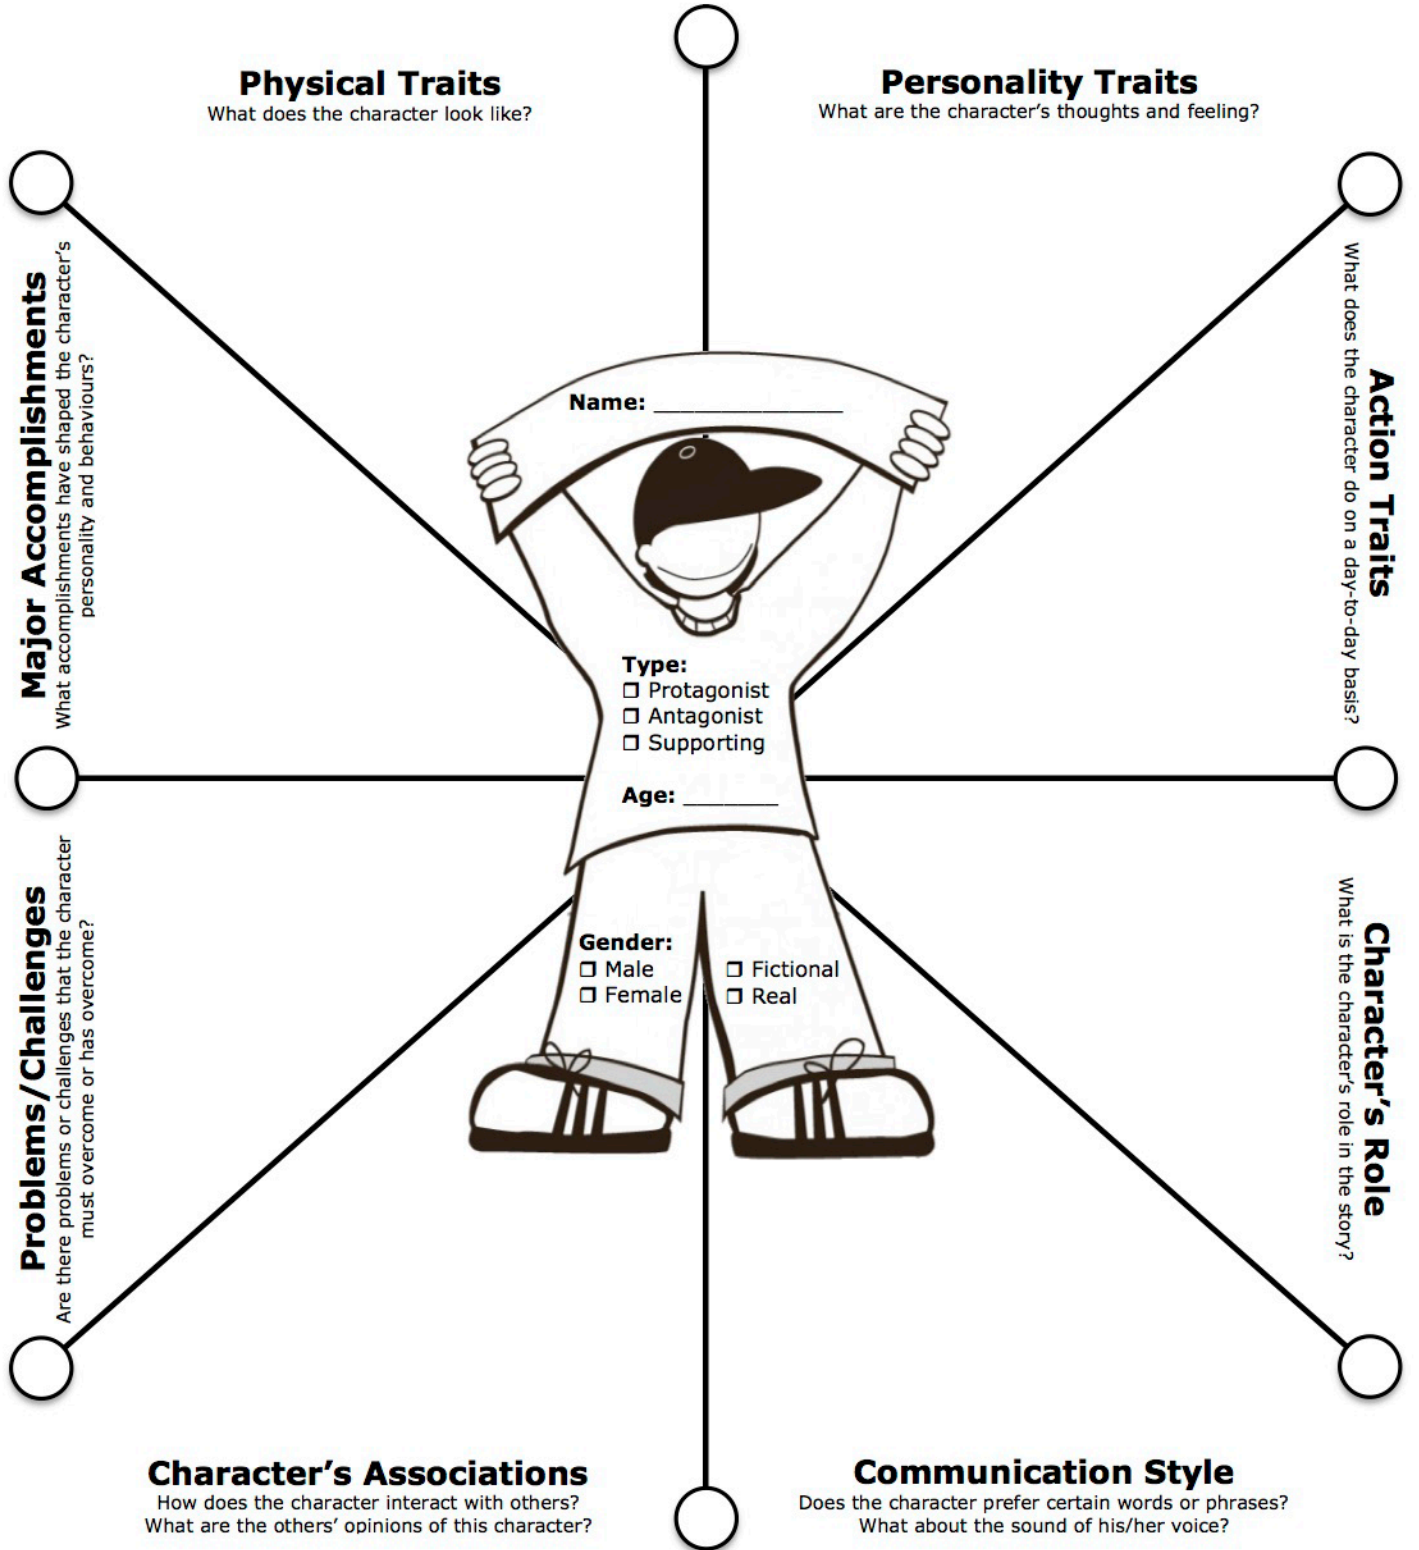 Physical Traits
What does the character look like?
Personality Traits
What are the character's thoughts and feeling?
Major Accomplishments
What accomplishments have shaped the character's
personality and behaviours?
Action Traits
What does the character do on a day-to-day basis?
Name: ______________
Type:
❒ Protagonist
❒ Antagonist
❒ Supporting
Age: _______
Gender:
❒ Male
❒ Female
❒ Fictional
❒ Real
Problems/Challenges
Are there problems or challenges that the character
must overcome or has overcome?
Character's Role
What is the character's role in the story?
Character's Associations
How does the character interact with others?
What are the others' opinions of this character?
Communication Style
Does the character prefer certain words or phrases?
What about the sound of his/her voice?